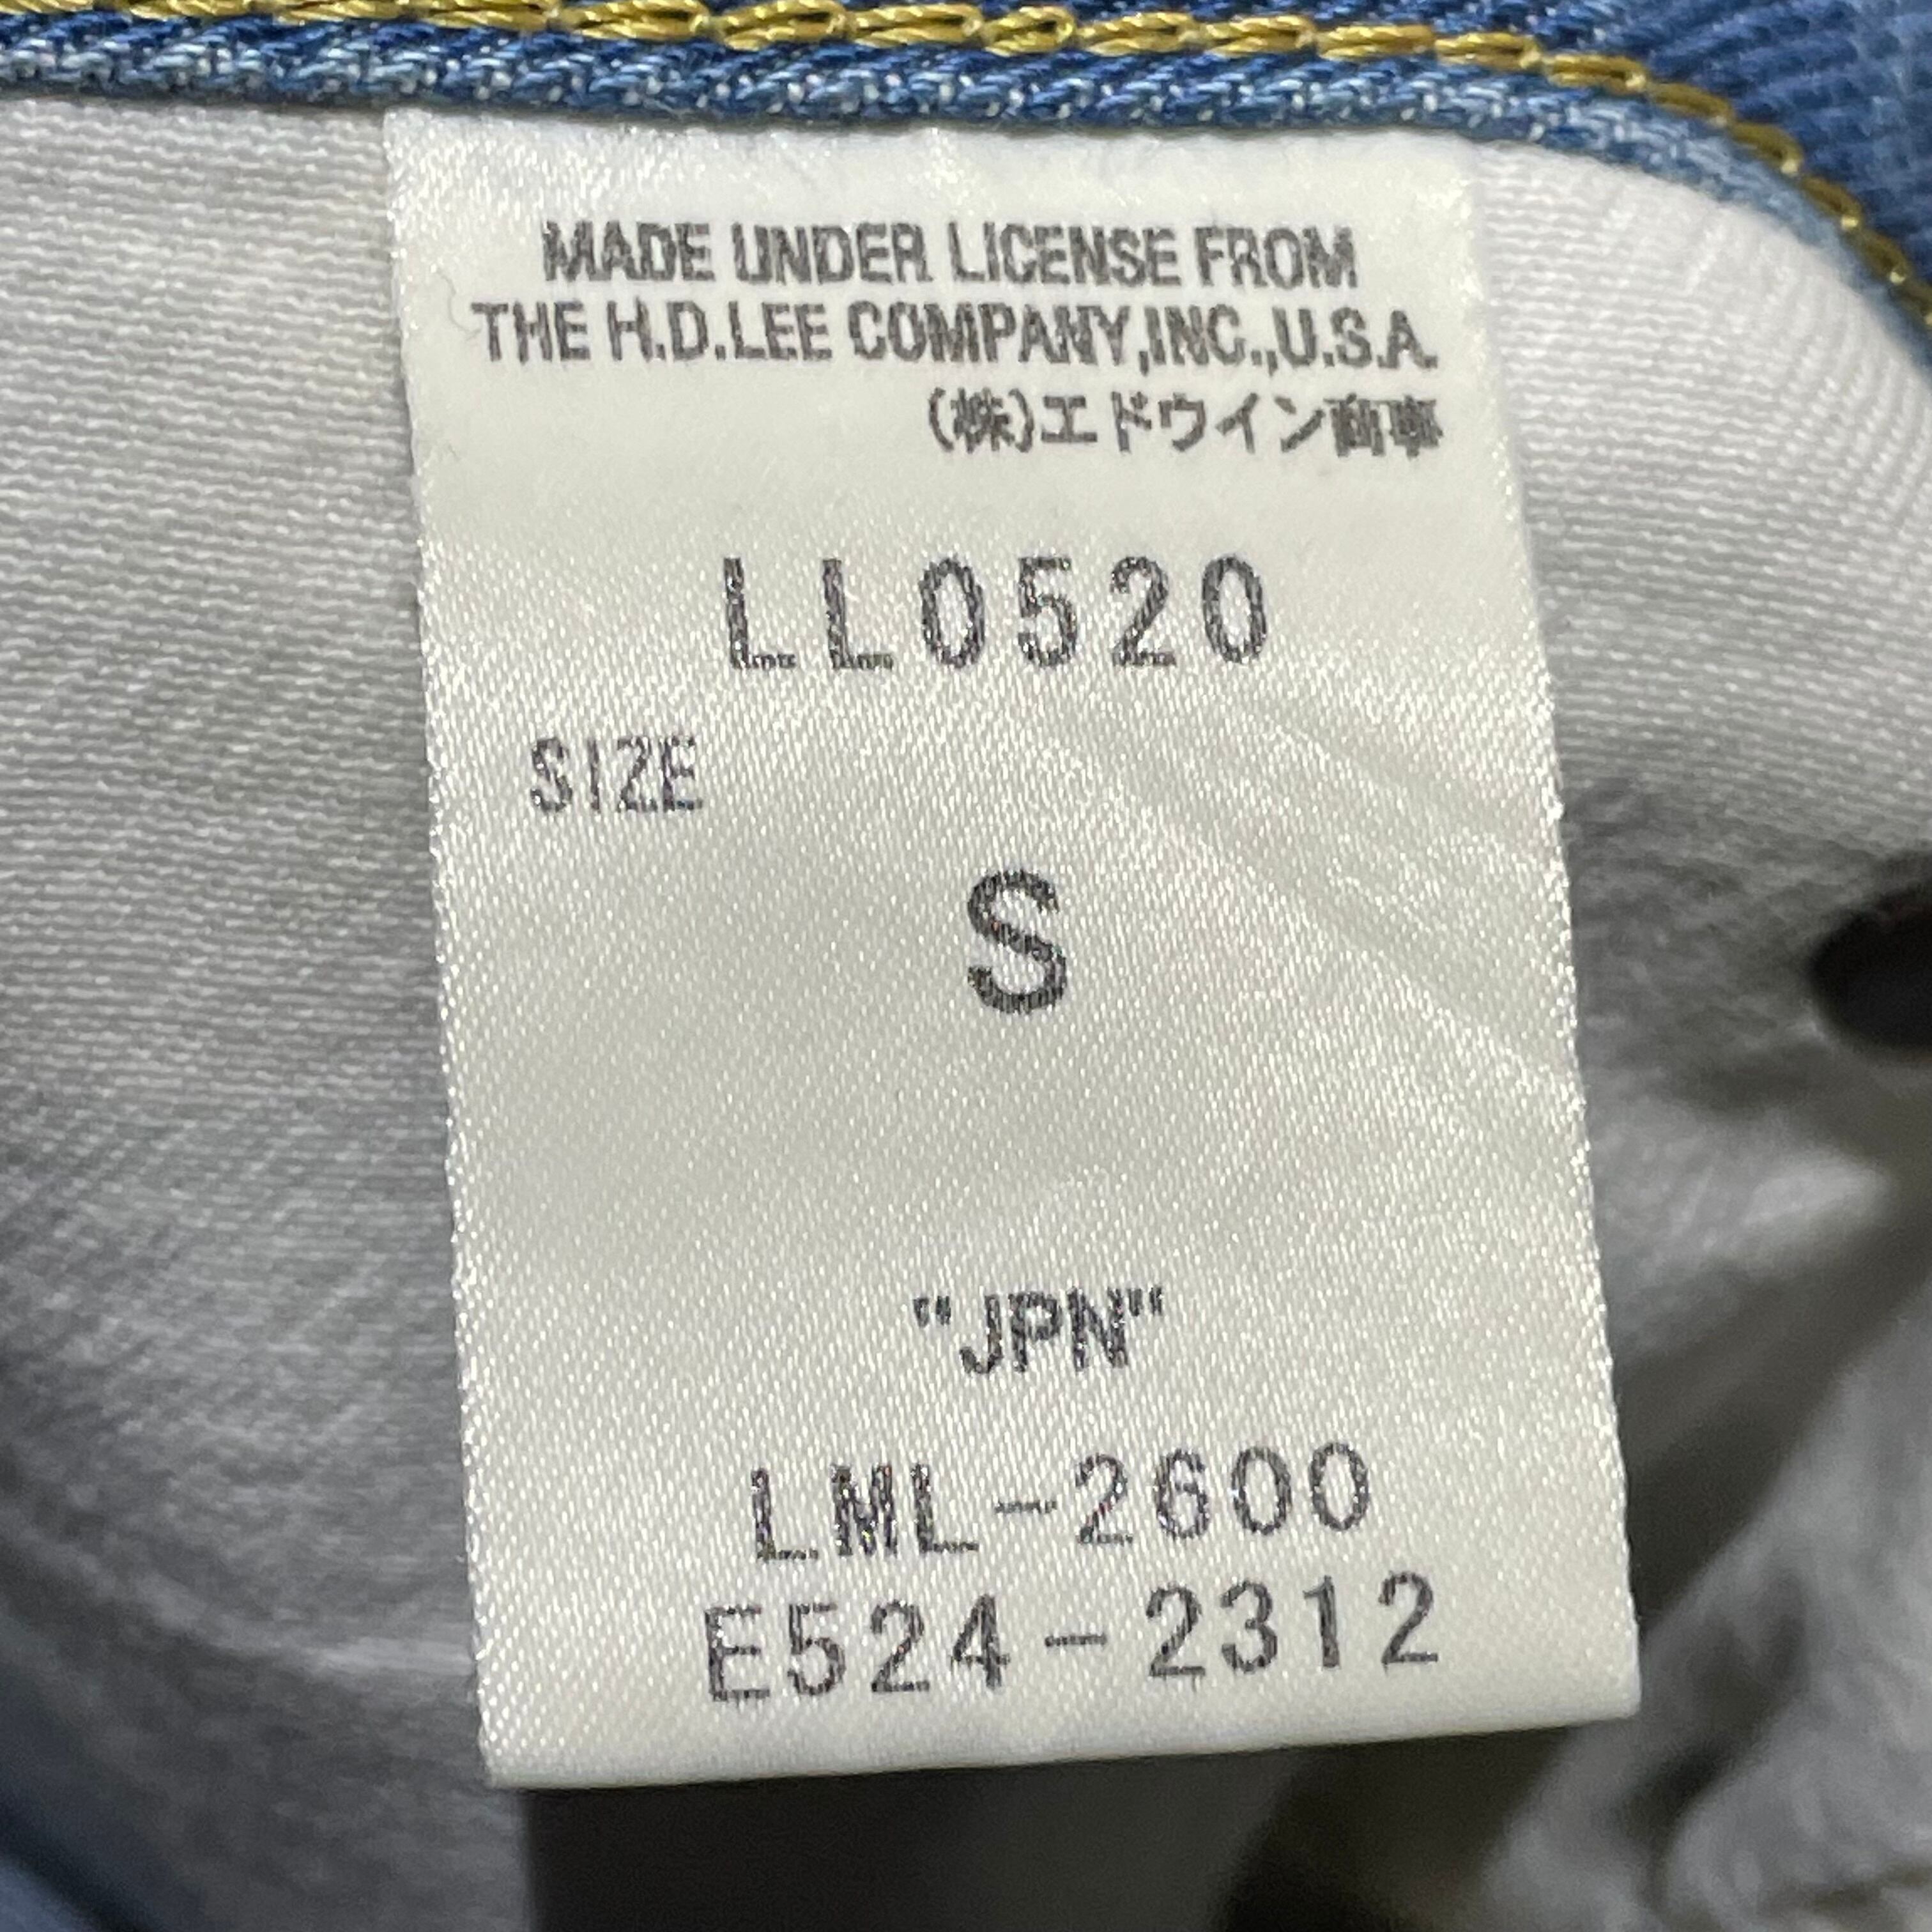 MADE UNDER LICENSE FROM
THE H.D.LEE COMPANY,INC.,U.S.A.
(株)エドウイン商事
LL0520
SIZE
S
"JPN"
LML-2600
E524-2312